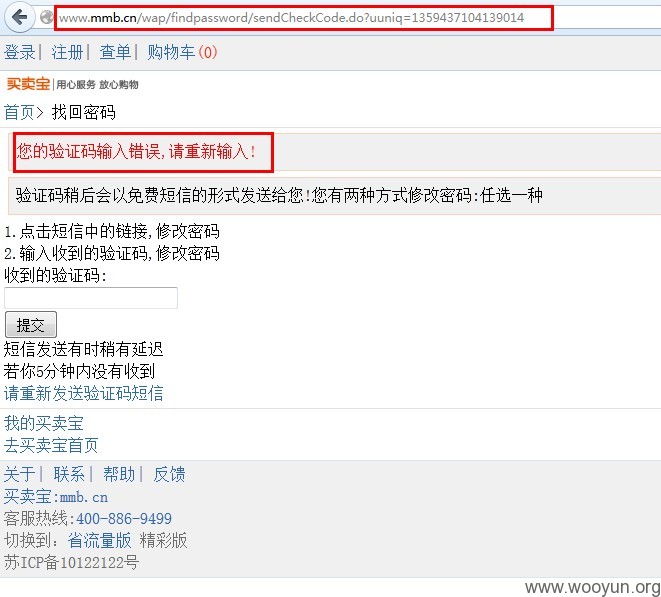 www.mmb.cn/wap/findpassword/sendCheckCode.do?uuniq=1359437104139014
登录| 注册| 查单| 购物车(0)
买卖宝|用心服务 放心购物
首页> 找回密码
您的验证码输入错误,请重新输入!
验证码稍后会以免费短信的形式发送给您!您有两种方式修改密码:任选一种
1.点击短信中的链接,修改密码
2.输入收到的验证码,修改密码
收到的验证码:
提交
短信发送有时稍有延迟
若你5分钟内没有收到
请重新发送验证码短信
我的买卖宝
去买卖宝首页
关于| 联系| 帮助| 反馈
买卖宝:mmb.cn
客服热线:400-886-9499
切换到: 省流量版 精彩版
苏ICP备10122122号
www.wooyun.org